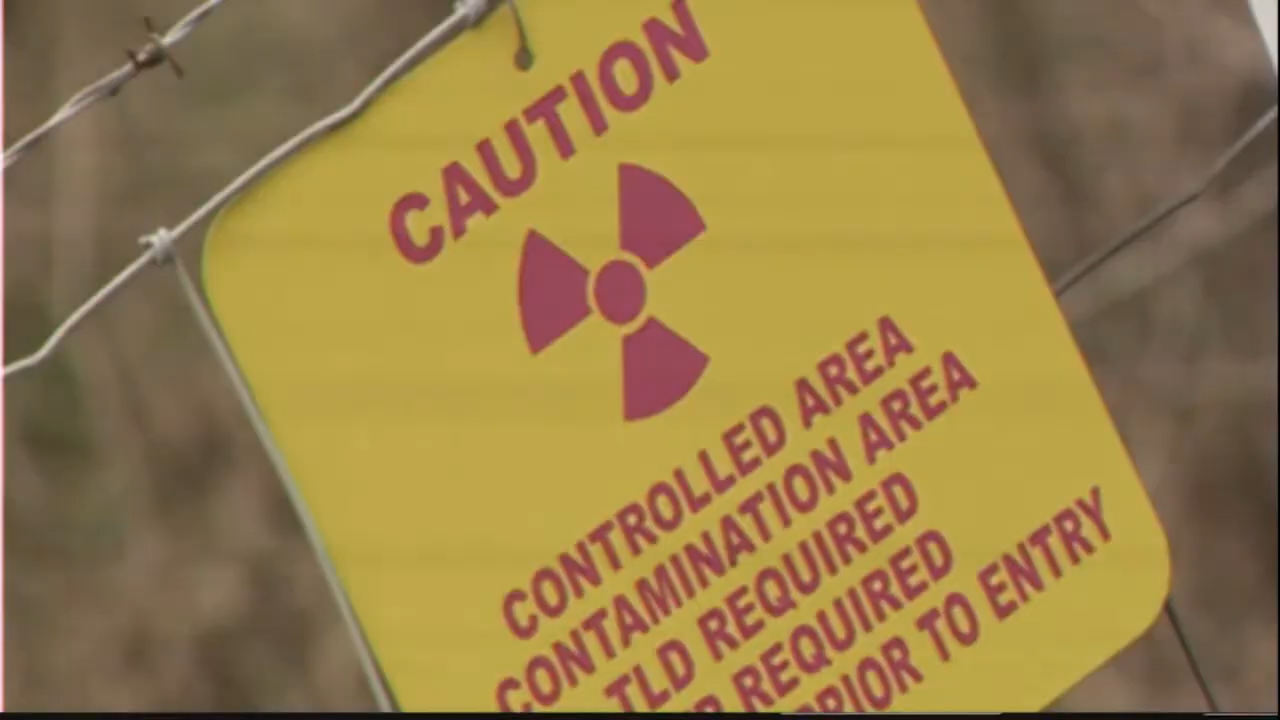 CAUTION
CONTROLLED AREA
CONTAMINATION AREA
TLD REQUIRED
REQUIRED
PRIOR TO ENTRY